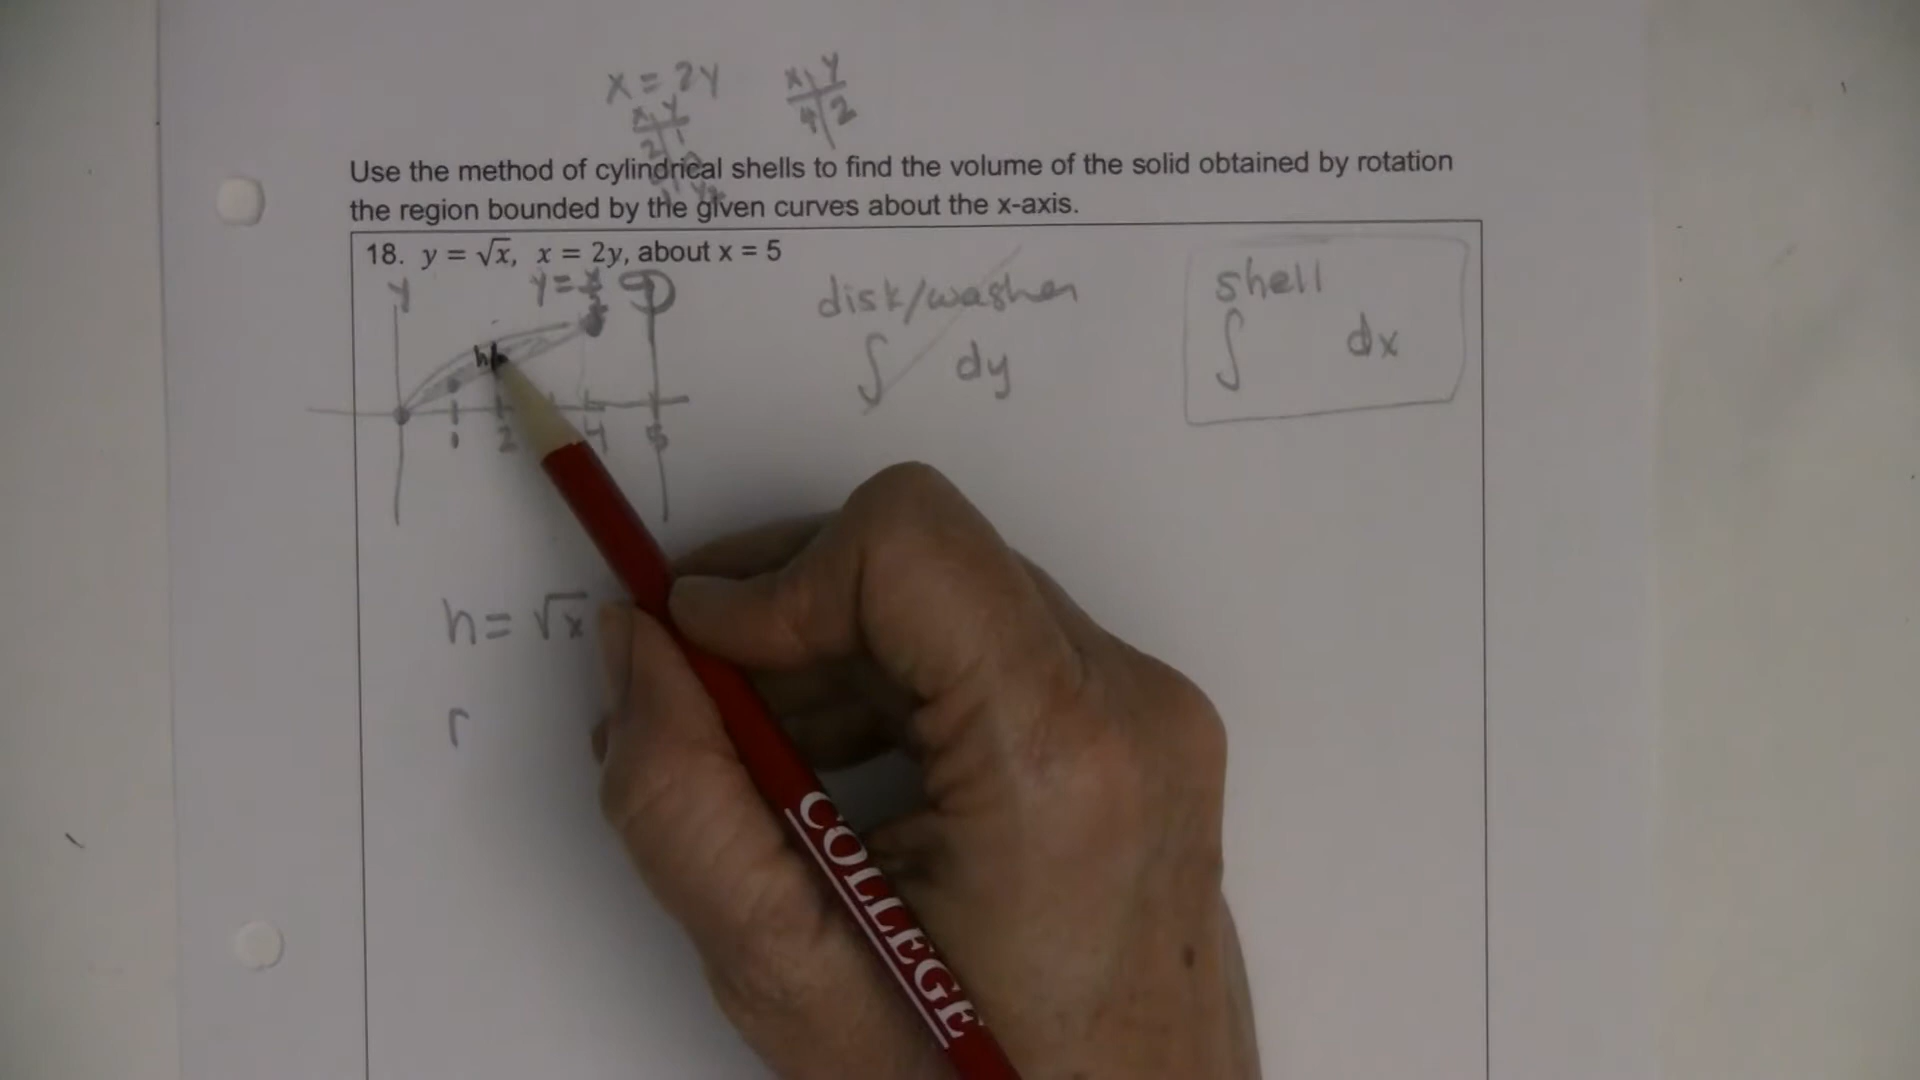 x = 2y
x y
4 2
x y
2 1
Use the method of cylindrical shells to find the volume of the solid obtained by rotation
the region bounded by the given curves about the x-axis.
18. y = √x, x = 2y, about x = 5
y
y = x/2
disk/washer
∫ dy
shell
∫ dx
h
1 2 4 5
h = √x
r
COLLEGE